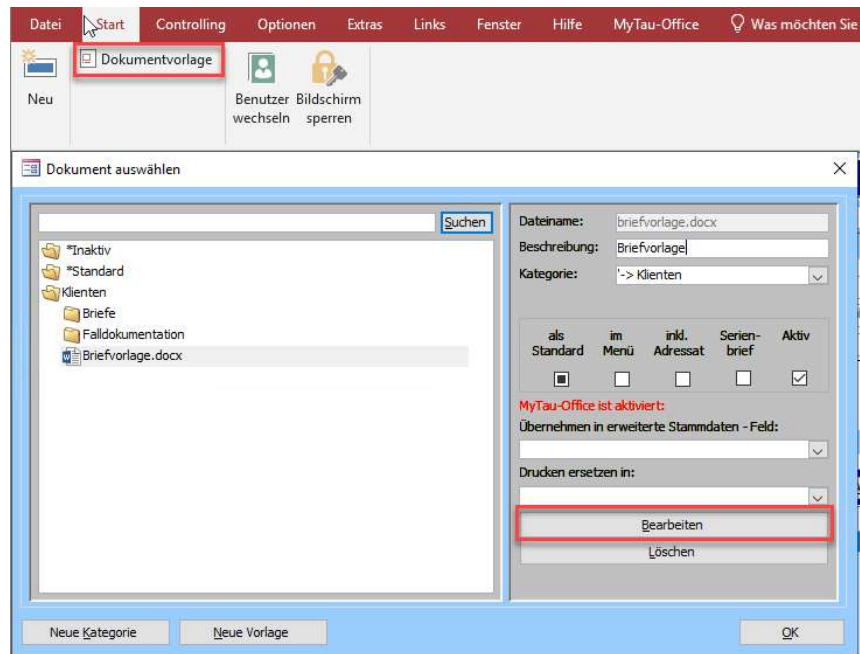 Datei Start Controlling Optionen Extras Links Fenster Hilfe MyTau-Office Was möchten Sie
Dokumentvorlage
Neu
Benutzer wechseln
Bildschirm sperren
Dokument auswählen
Suchen
*Inaktiv
*Standard
Klienten
Briefe
Falldokumentation
Briefvorlage.docx
Dateiname: briefvorlage.docx
Beschreibung: Briefvorlage
Kategorie: '-> Klienten
als Standard
im Menü
inkl. Adressat
Serien-brief
Aktiv
MyTau-Office ist aktiviert:
Übernehmen in erweiterte Stammdaten - Feld:
Drucken ersetzen in:
Bearbeiten
Löschen
Neue Kategorie Neue Vorlage OK